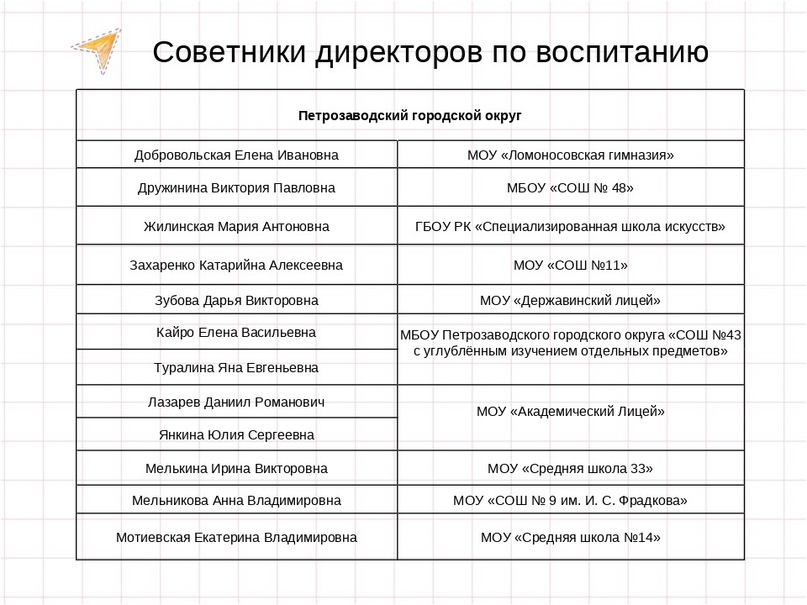 Советники директоров по воспитанию
Петрозаводский городской округ
Добровольская Елена Ивановна
МОУ «Ломоносовская гимназия»
Дружинина Виктория Павловна
МБОУ «СОШ № 48»
Жилинская Мария Антоновна
ГБОУ РК «Специализированная школа искусств»
Захаренко Катарийна Алексеевна
МОУ «СОШ №11»
Зубова Дарья Викторовна
МОУ «Державинский лицей»
Кайро Елена Васильевна
МБОУ Петрозаводского городского округа «СОШ №43
с углублённым изучением отдельных предметов»
Туралина Яна Евгеньевна
Лазарев Даниил Романович
МОУ «Академический Лицей»
Янкина Юлия Сергеевна
Мелькина Ирина Викторовна
МОУ «Средняя школа 33»
Мельникова Анна Владимировна
МОУ «СОШ № 9 им. И. С. Фрадкова»
Мотиевская Екатерина Владимировна
МОУ «Средняя школа №14»